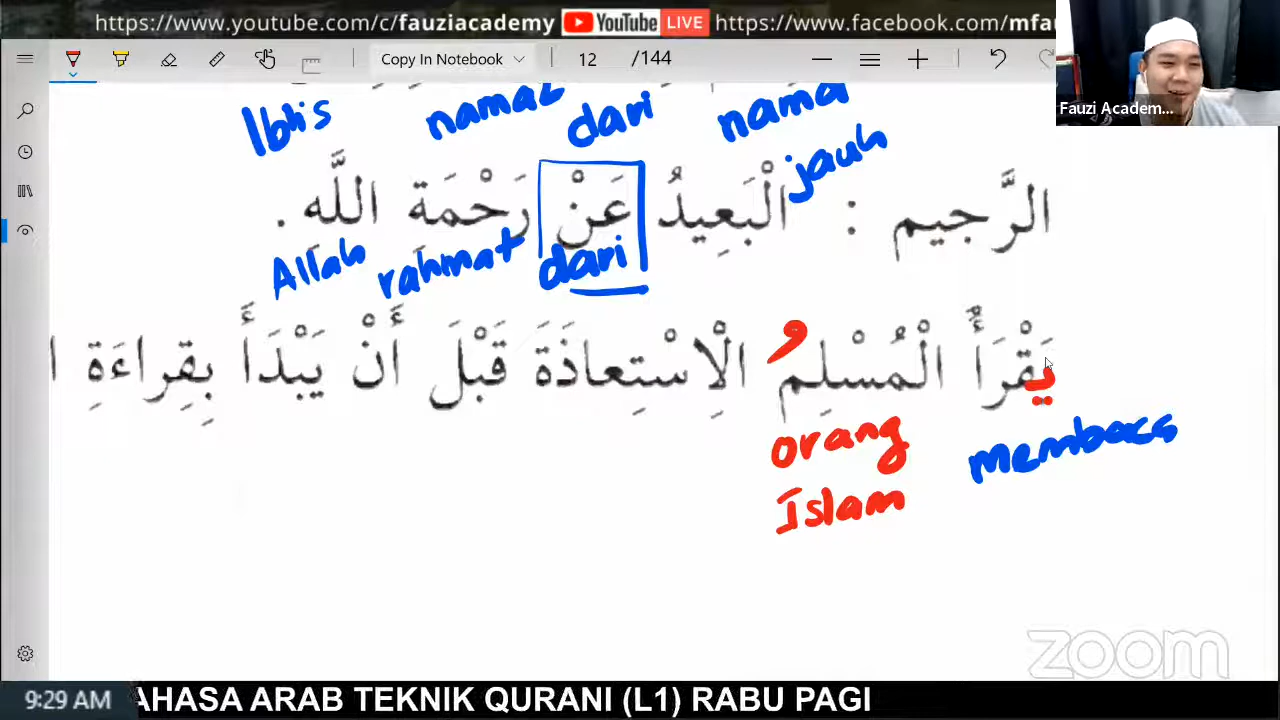 https://www.youtube.com/c/fauziacademy YouTube LIVE https://www.facebook.com/mfau
Copy In Notebook 12 /144
Fauzi Academ...
Iblis namaz dari nama
jauh
الرَّجيم : الْبَعِيدُ عَنْ رَحْمَة اللَّه .
Allah rahmat dari
يَقْرَأُ الْمُسْلِمُ الْاِسْتِعاذَةَ قَبْلَ أَنْ يَبْدَأَ بِقِراءَةِ ا
orang membaca
Islam
zoom
9:29 AM AHASA ARAB TEKNIK QURANI (L1) RABU PAGI